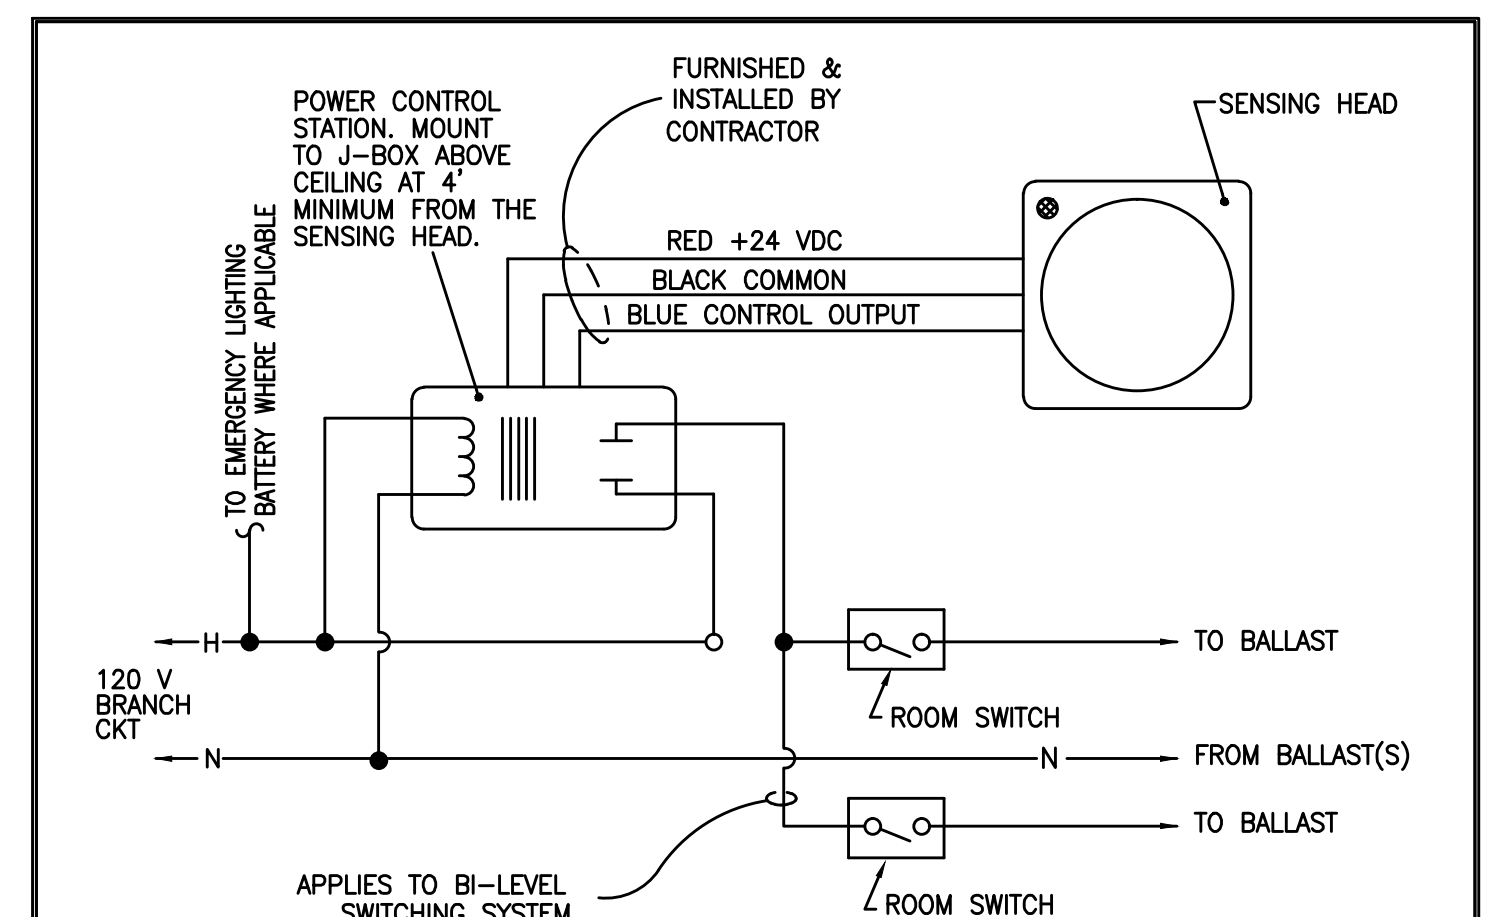 FURNISHED &
INSTALLED BY
CONTRACTOR
POWER CONTROL
STATION. MOUNT
TO J-BOX ABOVE
CEILING AT 4'
MINIMUM FROM THE
SENSING HEAD.
SENSING HEAD
TO EMERGENCY LIGHTING
BATTERY WHERE APPLICABLE
RED +24 VDC
BLACK COMMON
BLUE CONTROL OUTPUT
H
TO BALLAST
120 V
BRANCH
CKT
ROOM SWITCH
N
N
FROM BALLAST(S)
TO BALLAST
APPLIES TO BI-LEVEL
SWITCHING SYSTEM
ROOM SWITCH